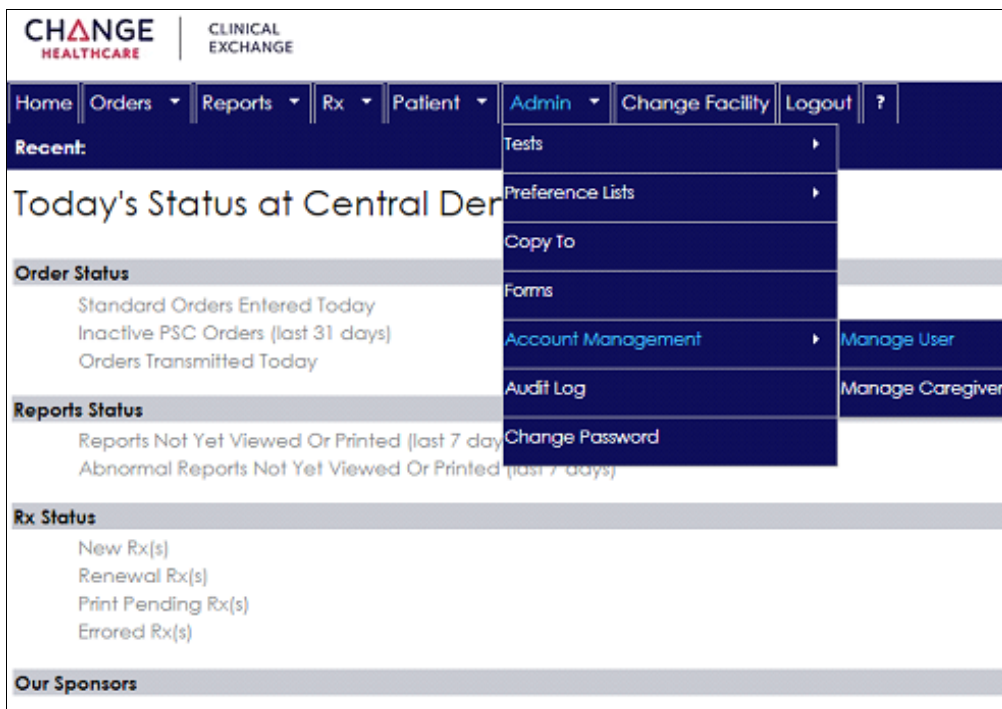 CHANGE
HEALTHCARE
CLINICAL
EXCHANGE
Home Orders Reports Rx Patient Admin Change Facility Logout ?
Recent:
Tests
Preference Lists
Copy To
Forms
Account Management
Manage User
Manage Caregiver
Audit Log
Change Password
Today's Status at Central
Order Status
Standard Orders Entered Today
Inactive PSC Orders (last 31 days)
Orders Transmitted Today
Reports Status
Reports Not Yet Viewed Or Printed (last 7 day
Abnormal Reports Not Yet Viewed Or Printed (last 7 days)
Rx Status
New Rx(s)
Renewal Rx(s)
Print Pending Rx(s)
Errored Rx(s)
Our Sponsors